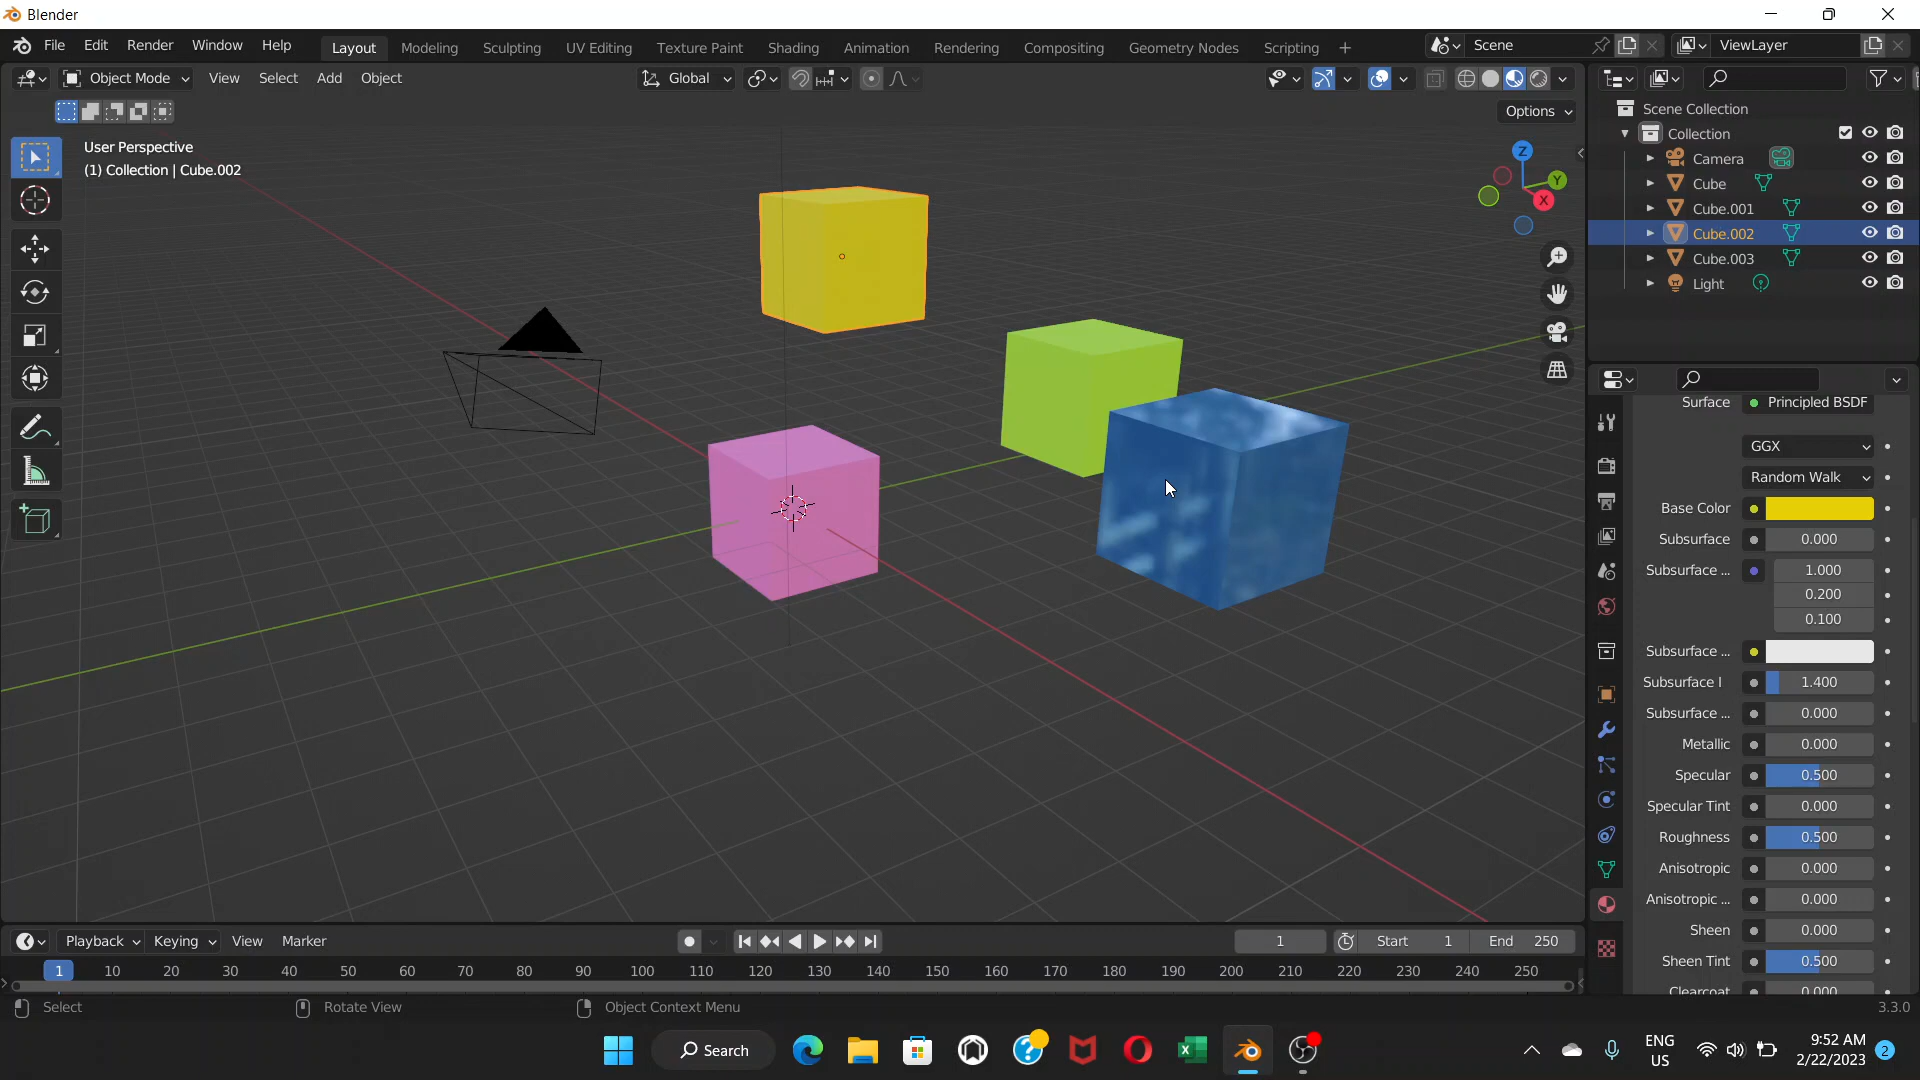 Blender
File Edit Render Window Help Layout Modeling Sculpting UV Editing Texture Paint Shading Animation Rendering Compositing Geometry Nodes Scripting + Scene ViewLayer
Object Mode View Select Add Object Global
Options
User Perspective
(1) Collection | Cube.002
Z
Y
X
Scene Collection
Collection
Camera
Cube
Cube.001
Cube.002
Cube.003
Light
Surface Principled BSDF
GGX
Random Walk
Base Color
Subsurface 0.000
Subsurface ... 1.000
0.200
0.100
Subsurface ...
Subsurface I 1.400
Subsurface ... 0.000
Metallic 0.000
Specular 0.500
Specular Tint 0.000
Roughness 0.500
Anisotropic 0.000
Anisotropic ... 0.000
Sheen 0.000
Sheen Tint 0.500
Clearcoat 0.000
Playback Keying View Marker 1 Start 1 End 250
1 10 20 30 40 50 60 70 80 90 100 110 120 130 140 150 160 170 180 190 200 210 220 230 240 250
Select Rotate View Object Context Menu 3.3.0
Search
ENG
US
9:52 AM
2/22/2023
2